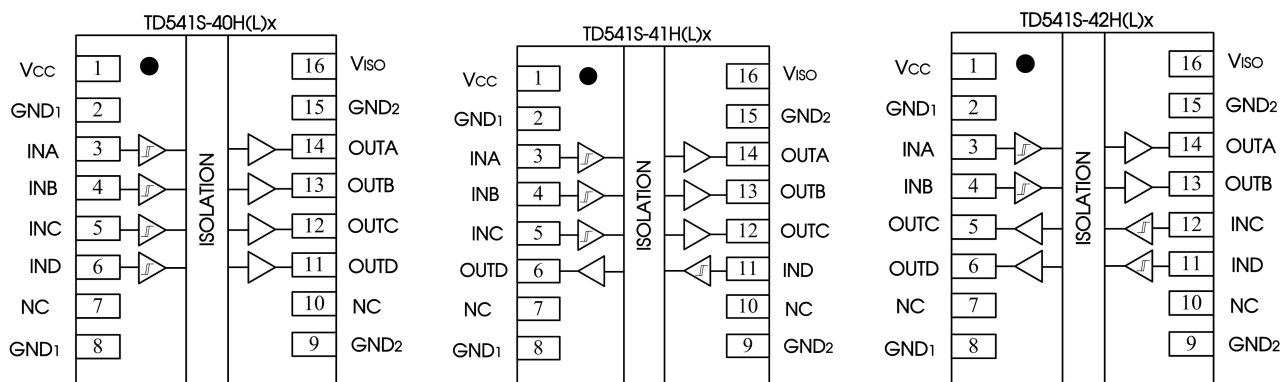 TD541S-40H(L)x
VCC 1 16 VISO
GND1 2 15 GND2
INA 3 14 OUTA
INB 4 13 OUTB
INC 5 12 OUTC
IND 6 11 OUTD
NC 7 10 NC
GND1 8 9 GND2
ISOLATION
TD541S-41H(L)x
VCC 1 16 VISO
GND1 2 15 GND2
INA 3 14 OUTA
INB 4 13 OUTB
INC 5 12 OUTC
OUTD 6 11 IND
NC 7 10 NC
GND1 8 9 GND2
ISOLATION
TD541S-42H(L)x
VCC 1 16 VISO
GND1 2 15 GND2
INA 3 14 OUTA
INB 4 13 OUTB
OUTC 5 12 INC
OUTD 6 11 IND
NC 7 10 NC
GND1 8 9 GND2
ISOLATION